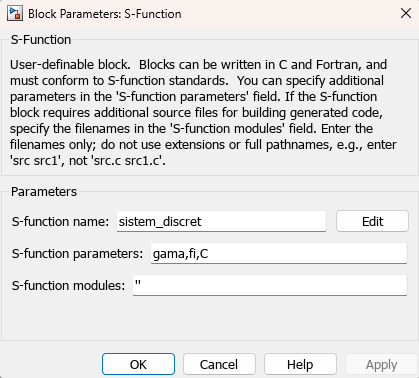 Block Parameters: S-Function
S-Function
User-definable block.  Blocks can be written in C and Fortran, and
must conform to S-function standards.  You can specify additional
parameters in the 'S-function parameters' field. If the S-function
block requires additional source files for building generated code,
specify the filenames in the 'S-function modules' field. Enter the
filenames only; do not use extensions or full pathnames, e.g., enter
'src src1', not 'src.c src1.c'.
Parameters
S-function name: sistem_discret Edit
S-function parameters: gama,fi,C
S-function modules: ''
OK Cancel Help Apply